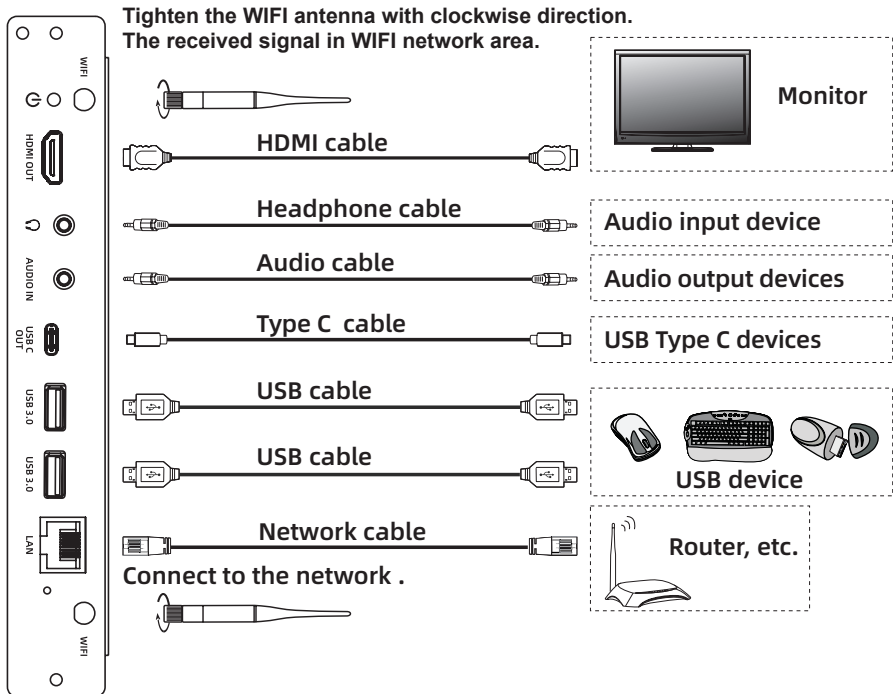 Tighten the WIFI antenna with clockwise direction.
The received signal in WIFI network area.
WIFI
HDMI OUT
AUDIO IN
USB C
OUT
USB 3.0
USB 3.0
LAN
WIFI
HDMI cable
Monitor
Headphone cable
Audio input device
Audio cable
Audio output devices
Type C  cable
USB Type C devices
USB cable
USB cable
USB device
Network cable
Router, etc.
Connect to the network .